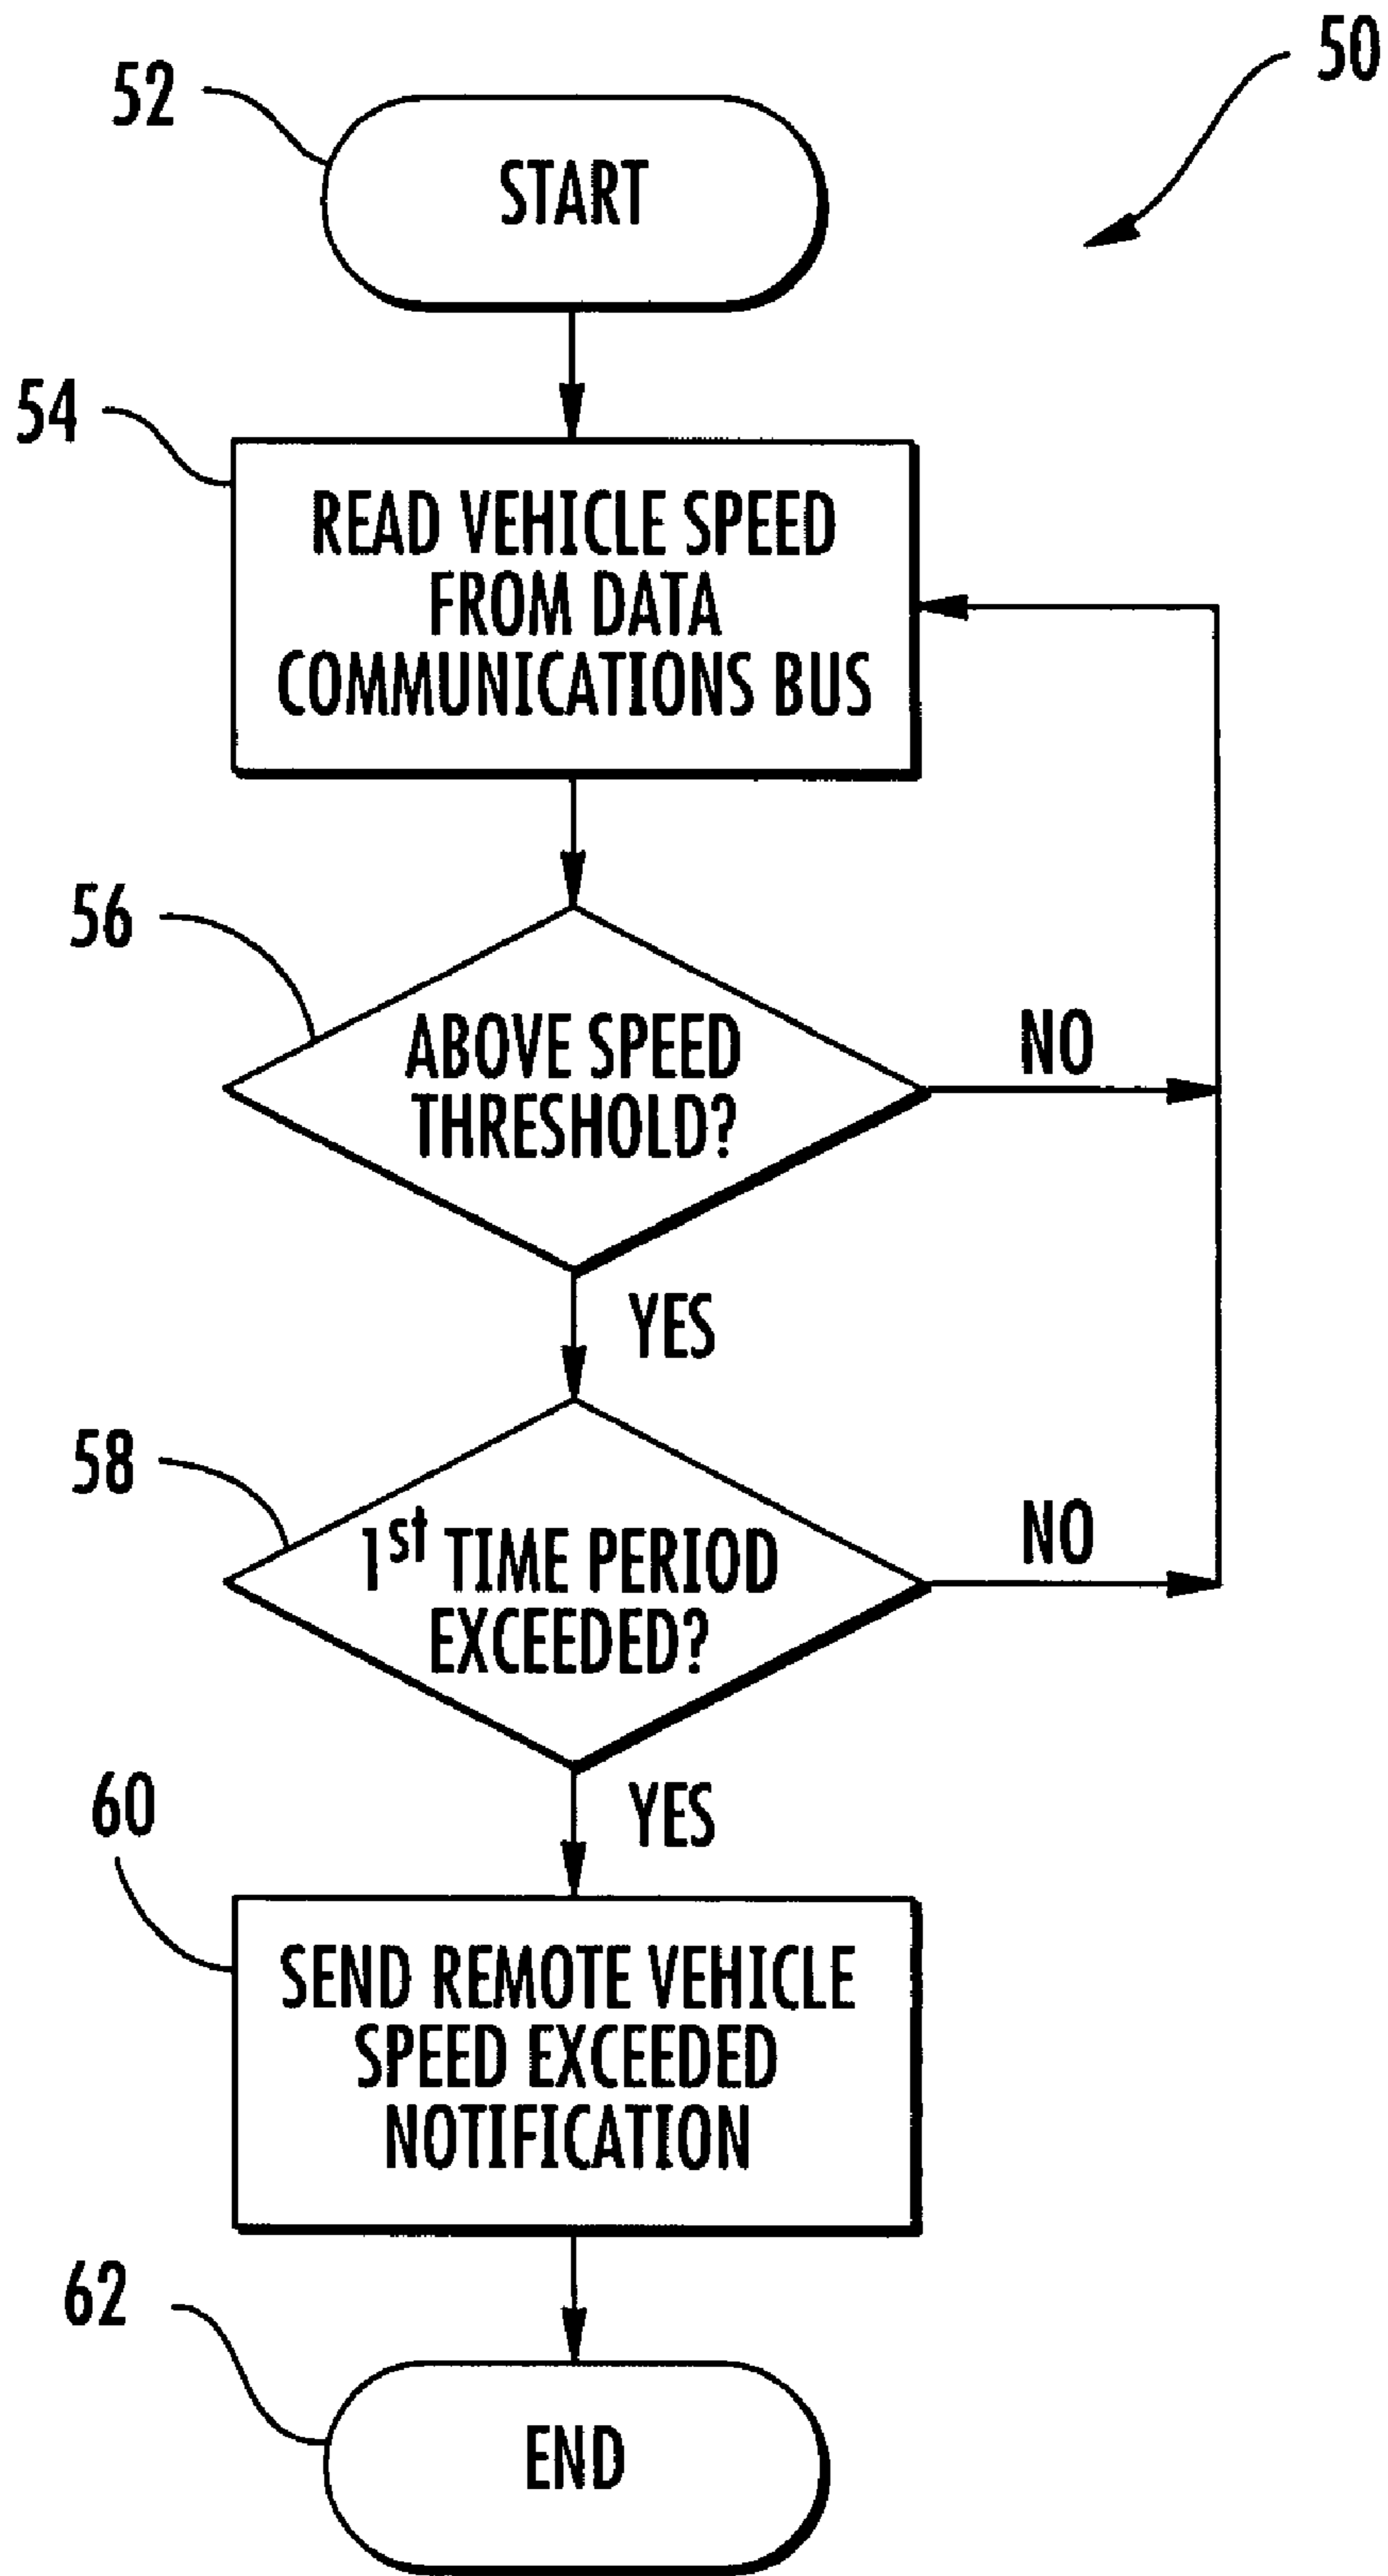 50
52
START
54
READ VEHICLE SPEED
FROM DATA
COMMUNICATIONS BUS
56
ABOVE SPEED
THRESHOLD?
NO
YES
58
1st TIME PERIOD
EXCEEDED?
NO
YES
60
SEND REMOTE VEHICLE
SPEED EXCEEDED
NOTIFICATION
62
END